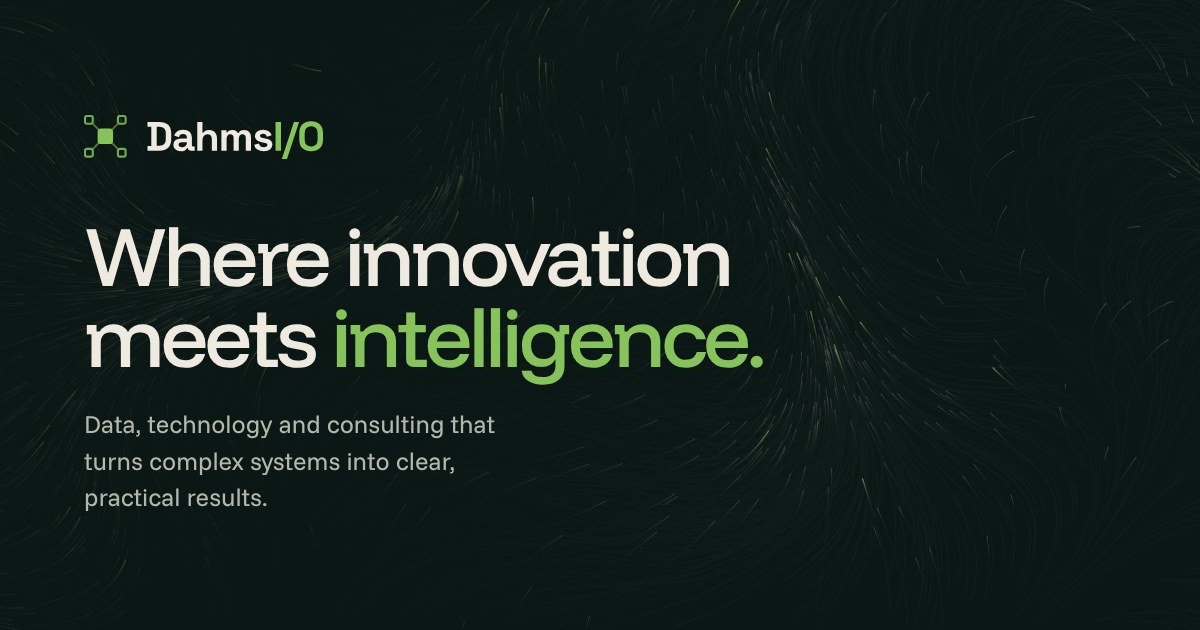 DahmsI/O
Where innovation
meets intelligence.
Data, technology and consulting that
turns complex systems into clear,
practical results.